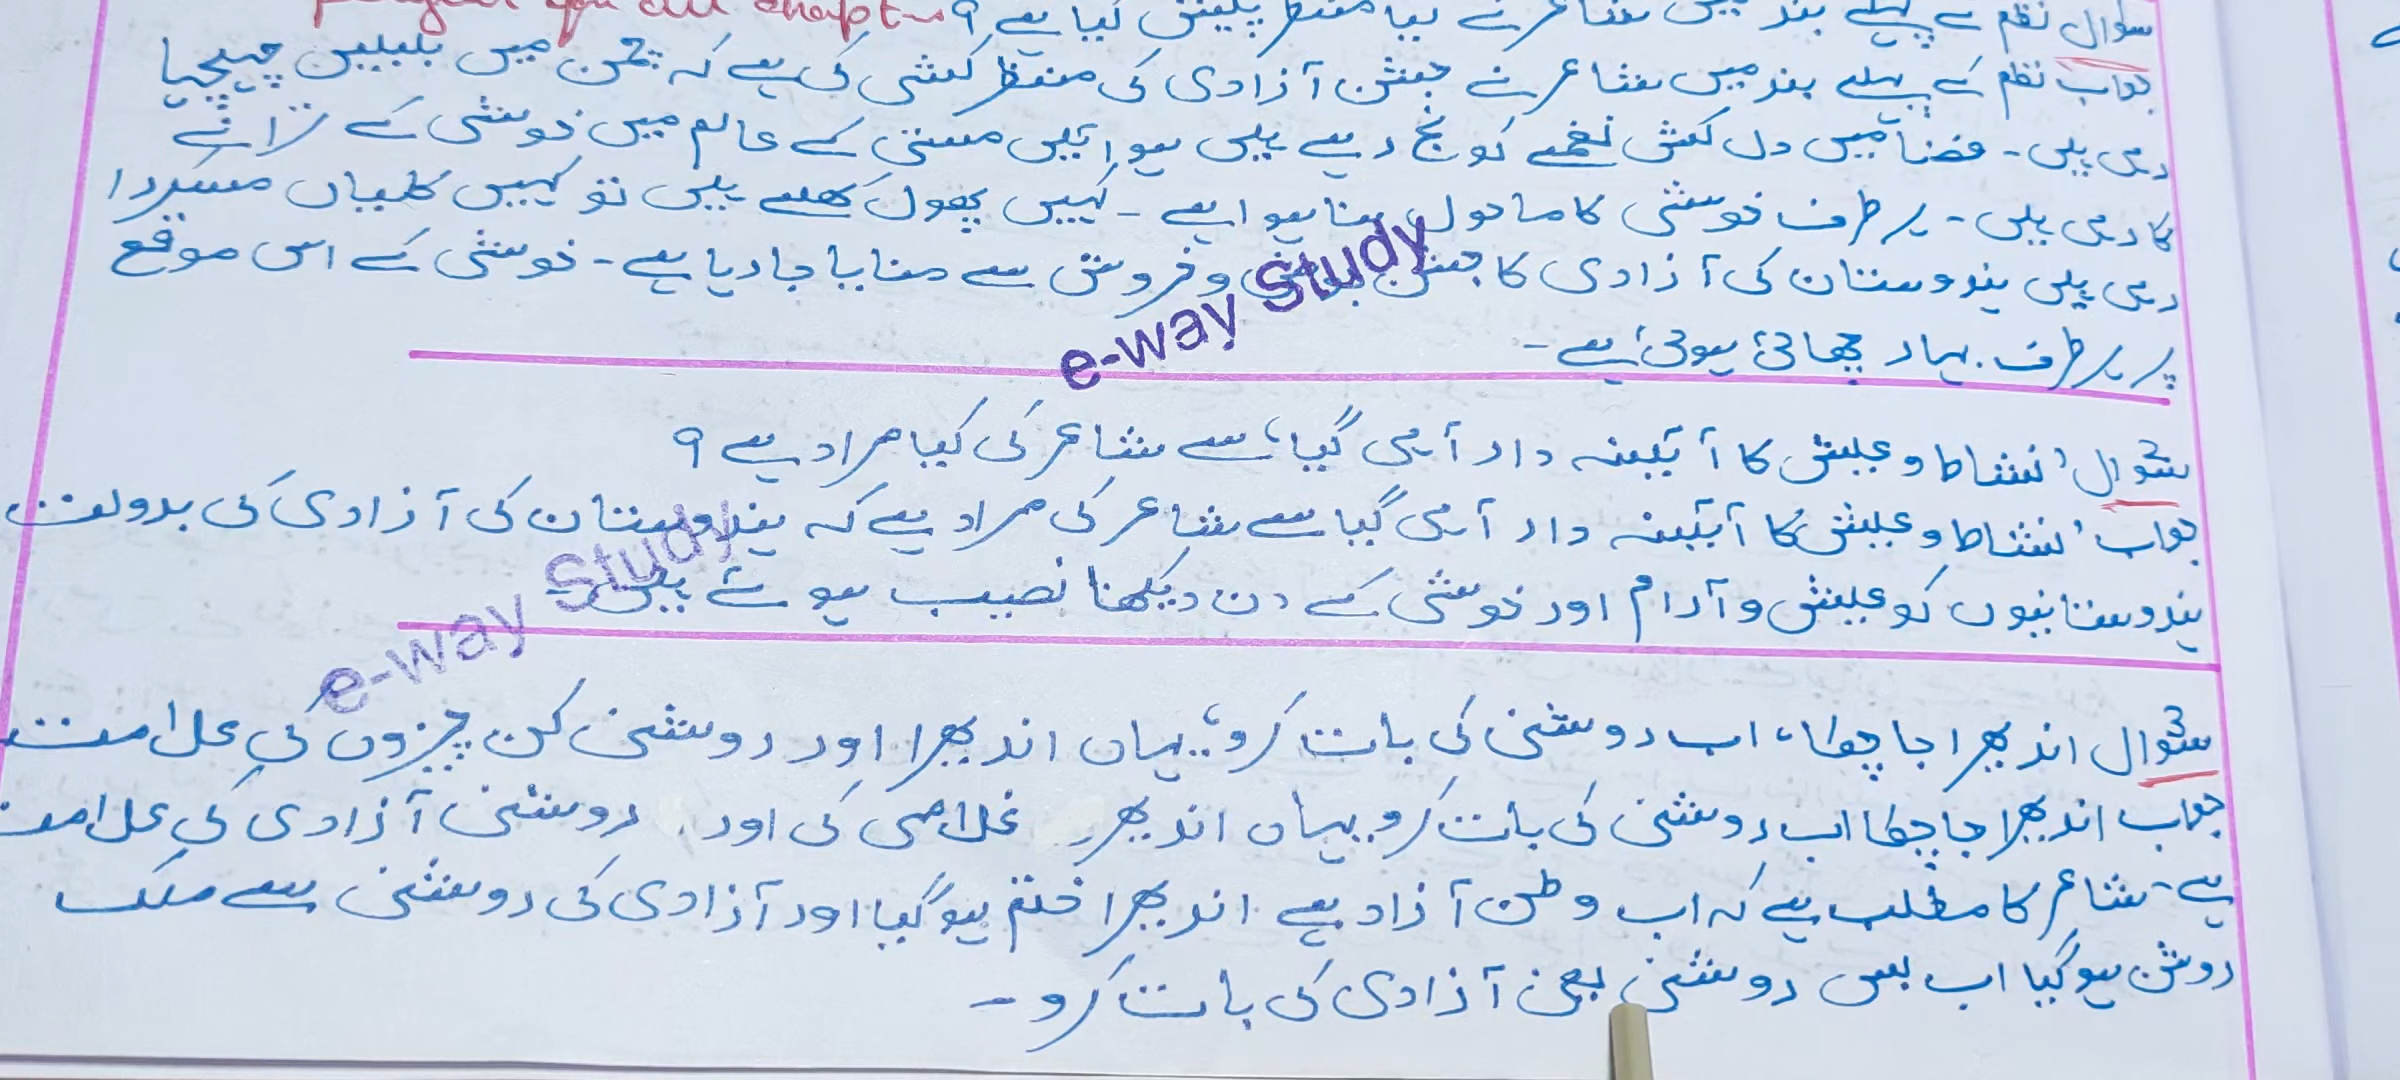 سوال نظم کے پہلے بند میں شاعر نے کیا منظر پیش کیا ہے ؟
جواب نظم کے پہلے بند میں شاعر نے جشن آزادی کی منظر کشی کی ہے کہ چمن میں بلبلیں چہچہا
رہی ہیں ۔ فضا میں دل کش نغمے گونج رہے ہیں ہوائیں مستی کے عالم میں خوشی کے ترانے
گا رہی ہیں ۔ ہر طرف خوشی کا ماحول بنا ہوا ہے ۔ کہیں پھول کھلے ہیں تو کہیں کلیاں مسکرا
رہی ہیں ہندوستان کی آزادی کا جشن جوش و خروش سے منایا جا رہا ہے ۔ خوشی کے اس موقع
پر ہر طرف بہار چھائی ہوئی ہے ۔
سوال 2 'نشاط و عیش کا آئینہ دار آ ہی گیا' سے شاعر کی کیا مراد ہے ؟
جواب 'نشاط و عیش کا آئینہ دار آ ہی گیا سے شاعر کی مراد ہے کہ ہندوستان کی آزادی کی بدولت
ہندوستانیوں کو عیش و آرام اور خوشی کے دن دیکھنا نصیب ہوئے ہیں
سوال 3 اندھیرا جا چکا، اب روشنی کی بات کرو، یہاں اندھیرا اور روشنی کن چیزوں کی علامت
جواب اندھیرا جا چکا اب روشنی کی بات کرو یہاں اندھیر غلامی کی اور روشنی آزادی کی علامت
ہے ۔ شاعر کا مطلب ہے کہ اب وطن آزاد ہے اندھیرا ختم ہو گیا اور آزادی کی روشنی سے ملک
روشن ہو گیا اب بس روشنی یعنی آزادی کی بات کرو ۔
e-way Study
e-way Study